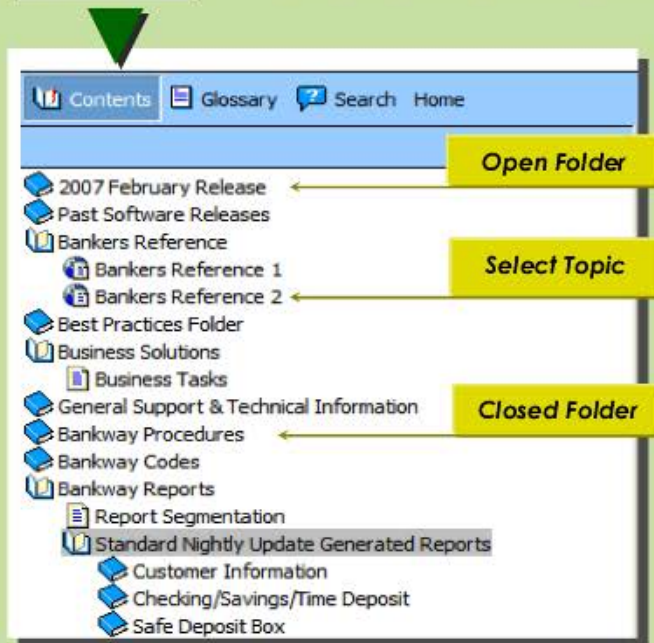 Contents Glossary Search Home
Open Folder
2007 February Release
Past Software Releases
Bankers Reference
Bankers Reference 1
Select Topic
Bankers Reference 2
Best Practices Folder
Business Solutions
Business Tasks
General Support & Technical Information
Closed Folder
Bankway Procedures
Bankway Codes
Bankway Reports
Report Segmentation
Standard Nightly Update Generated Reports
Customer Information
Checking/Savings/Time Deposit
Safe Deposit Box